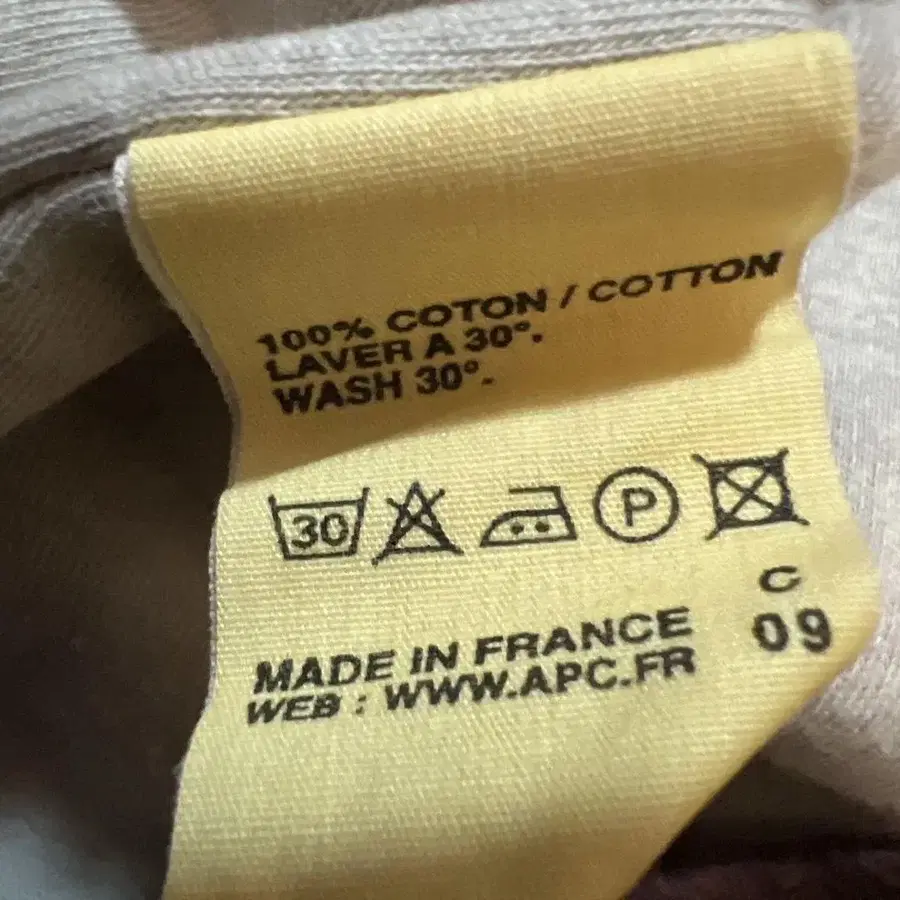 100% COTON / COTTON
LAVER A 30°.
WASH 30°.
30 P
C
09
MADE IN FRANCE
WEB : WWW.APC.FR